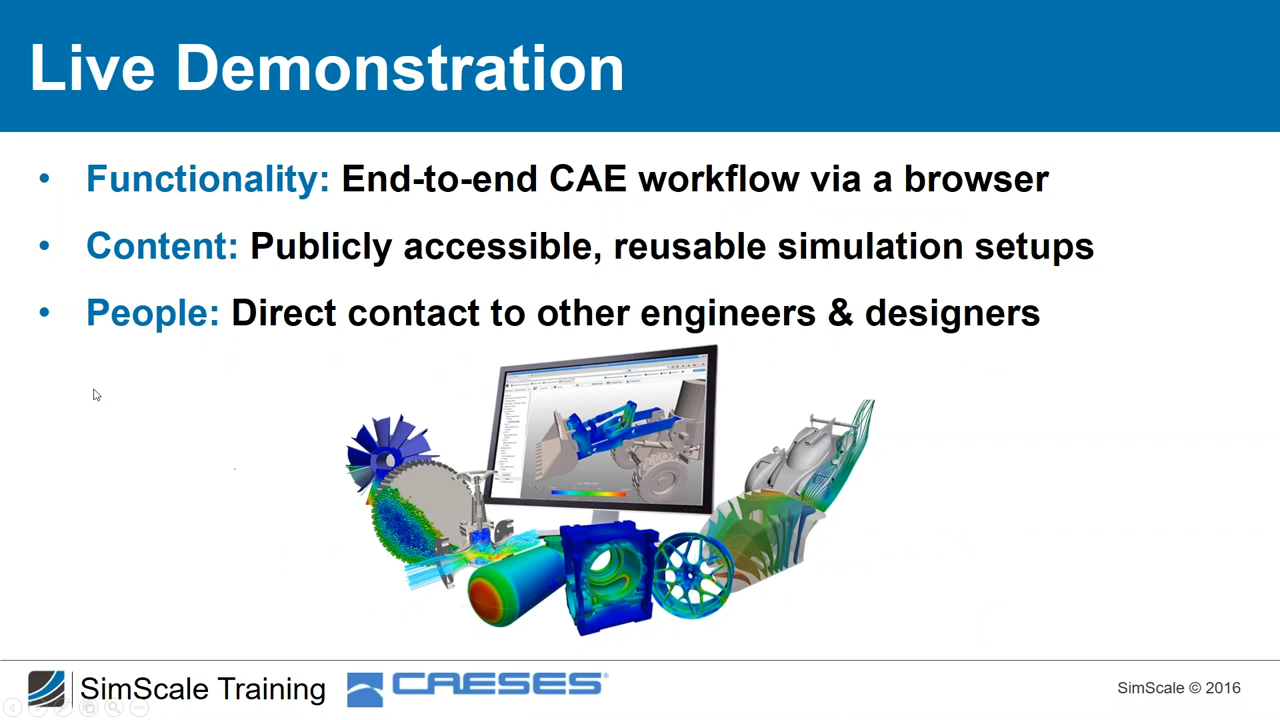 Live Demonstration
• Functionality: End-to-end CAE workflow via a browser
• Content: Publicly accessible, reusable simulation setups
• People: Direct contact to other engineers & designers
SimScale Training
CAESES®
SimScale © 2016